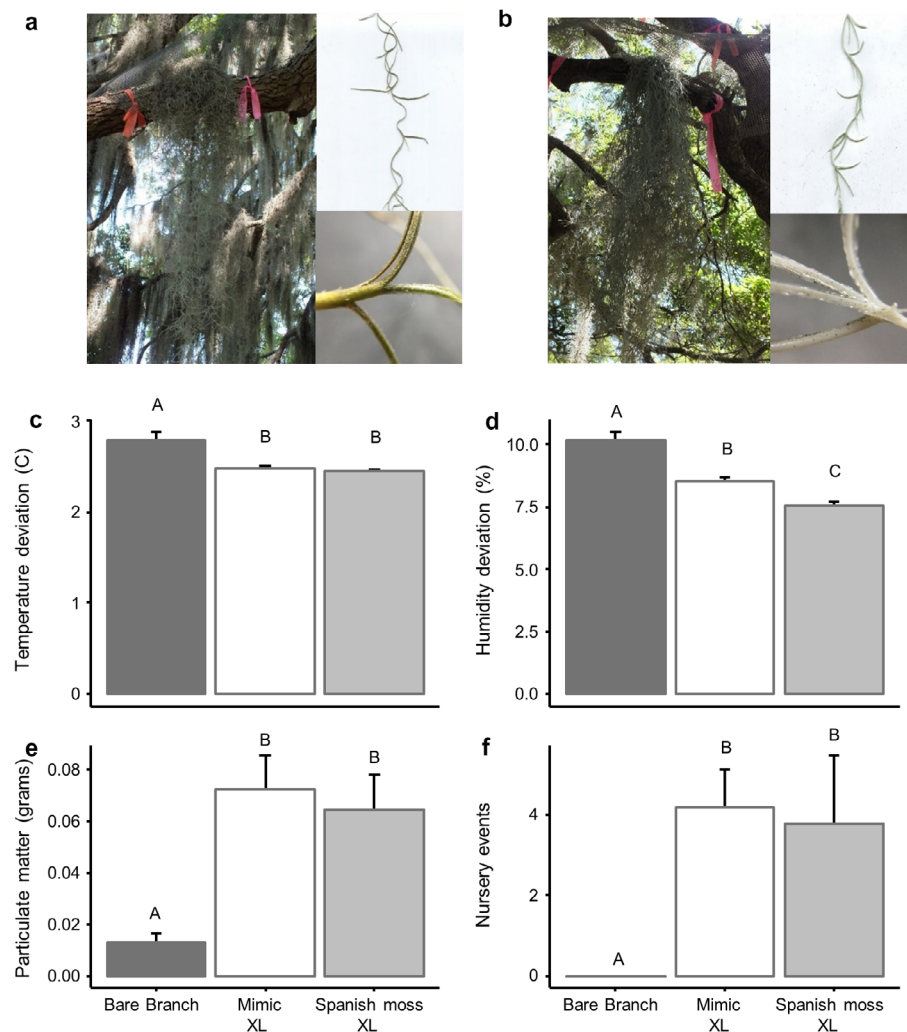 a
b
c
Temperature deviation (C)
3
2
1
0
A
B
B
d
Humidity deviation (%)
10.0
7.5
5.0
2.5
0.0
A
B
C
e
Particulate matter (grams)
0.08
0.06
0.04
0.02
0.00
A
B
B
Bare Branch
Mimic
XL
Spanish moss
XL
f
Nursery events
4
2
0
A
B
B
Bare Branch
Mimic
XL
Spanish moss
XL